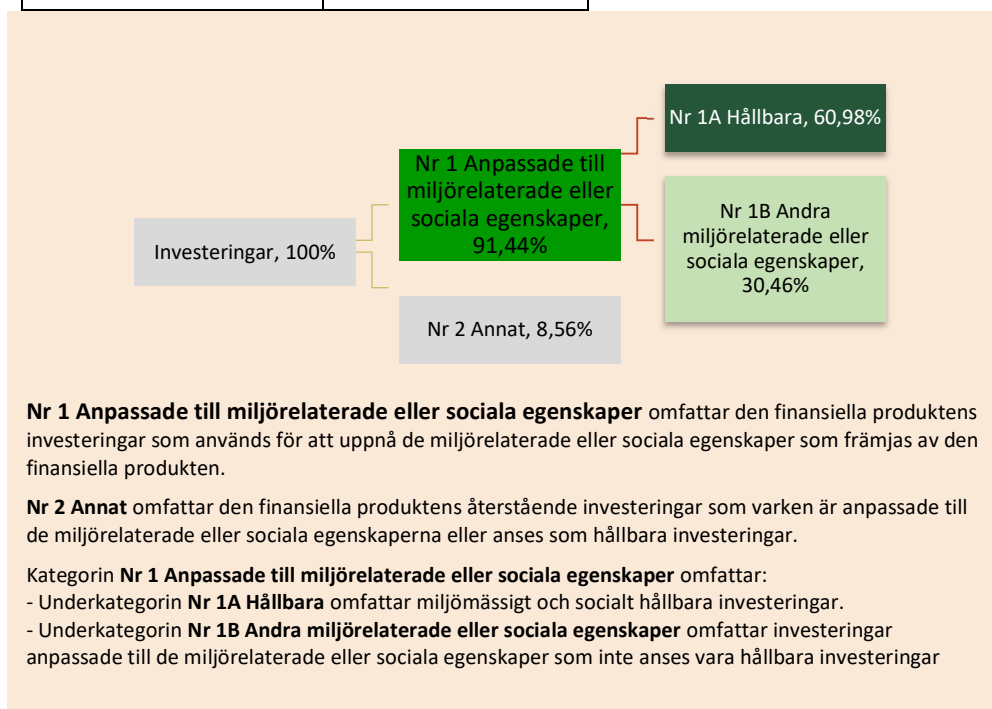 Nr 1A Hållbara, 60,98%
Nr 1 Anpassade till
miljörelaterade eller
sociala egenskaper,
91,44%
Nr 1B Andra
miljörelaterade eller
sociala egenskaper,
30,46%
Investeringar, 100%
Nr 2 Annat, 8,56%
Nr 1 Anpassade till miljörelaterade eller sociala egenskaper omfattar den finansiella produktens
investeringar som används för att uppnå de miljörelaterade eller sociala egenskaper som främjas av den
finansiella produkten.
Nr 2 Annat omfattar den finansiella produktens återstående investeringar som varken är anpassade till
de miljörelaterade eller sociala egenskaperna eller anses som hållbara investeringar.
Kategorin Nr 1 Anpassade till miljörelaterade eller sociala egenskaper omfattar:
- Underkategorin Nr 1A Hållbara omfattar miljömässigt och socialt hållbara investeringar.
- Underkategorin Nr 1B Andra miljörelaterade eller sociala egenskaper omfattar investeringar
anpassade till de miljörelaterade eller sociala egenskaper som inte anses vara hållbara investeringar